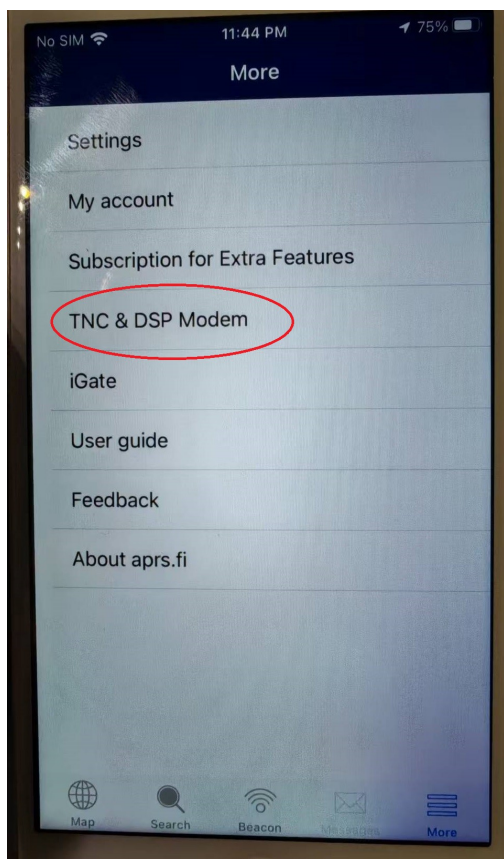 No SIM 11:44 PM 75%
More
Settings
My account
Subscription for Extra Features
TNC & DSP Modem
iGate
User guide
Feedback
About aprs.fi
Map Search Beacon Messages More